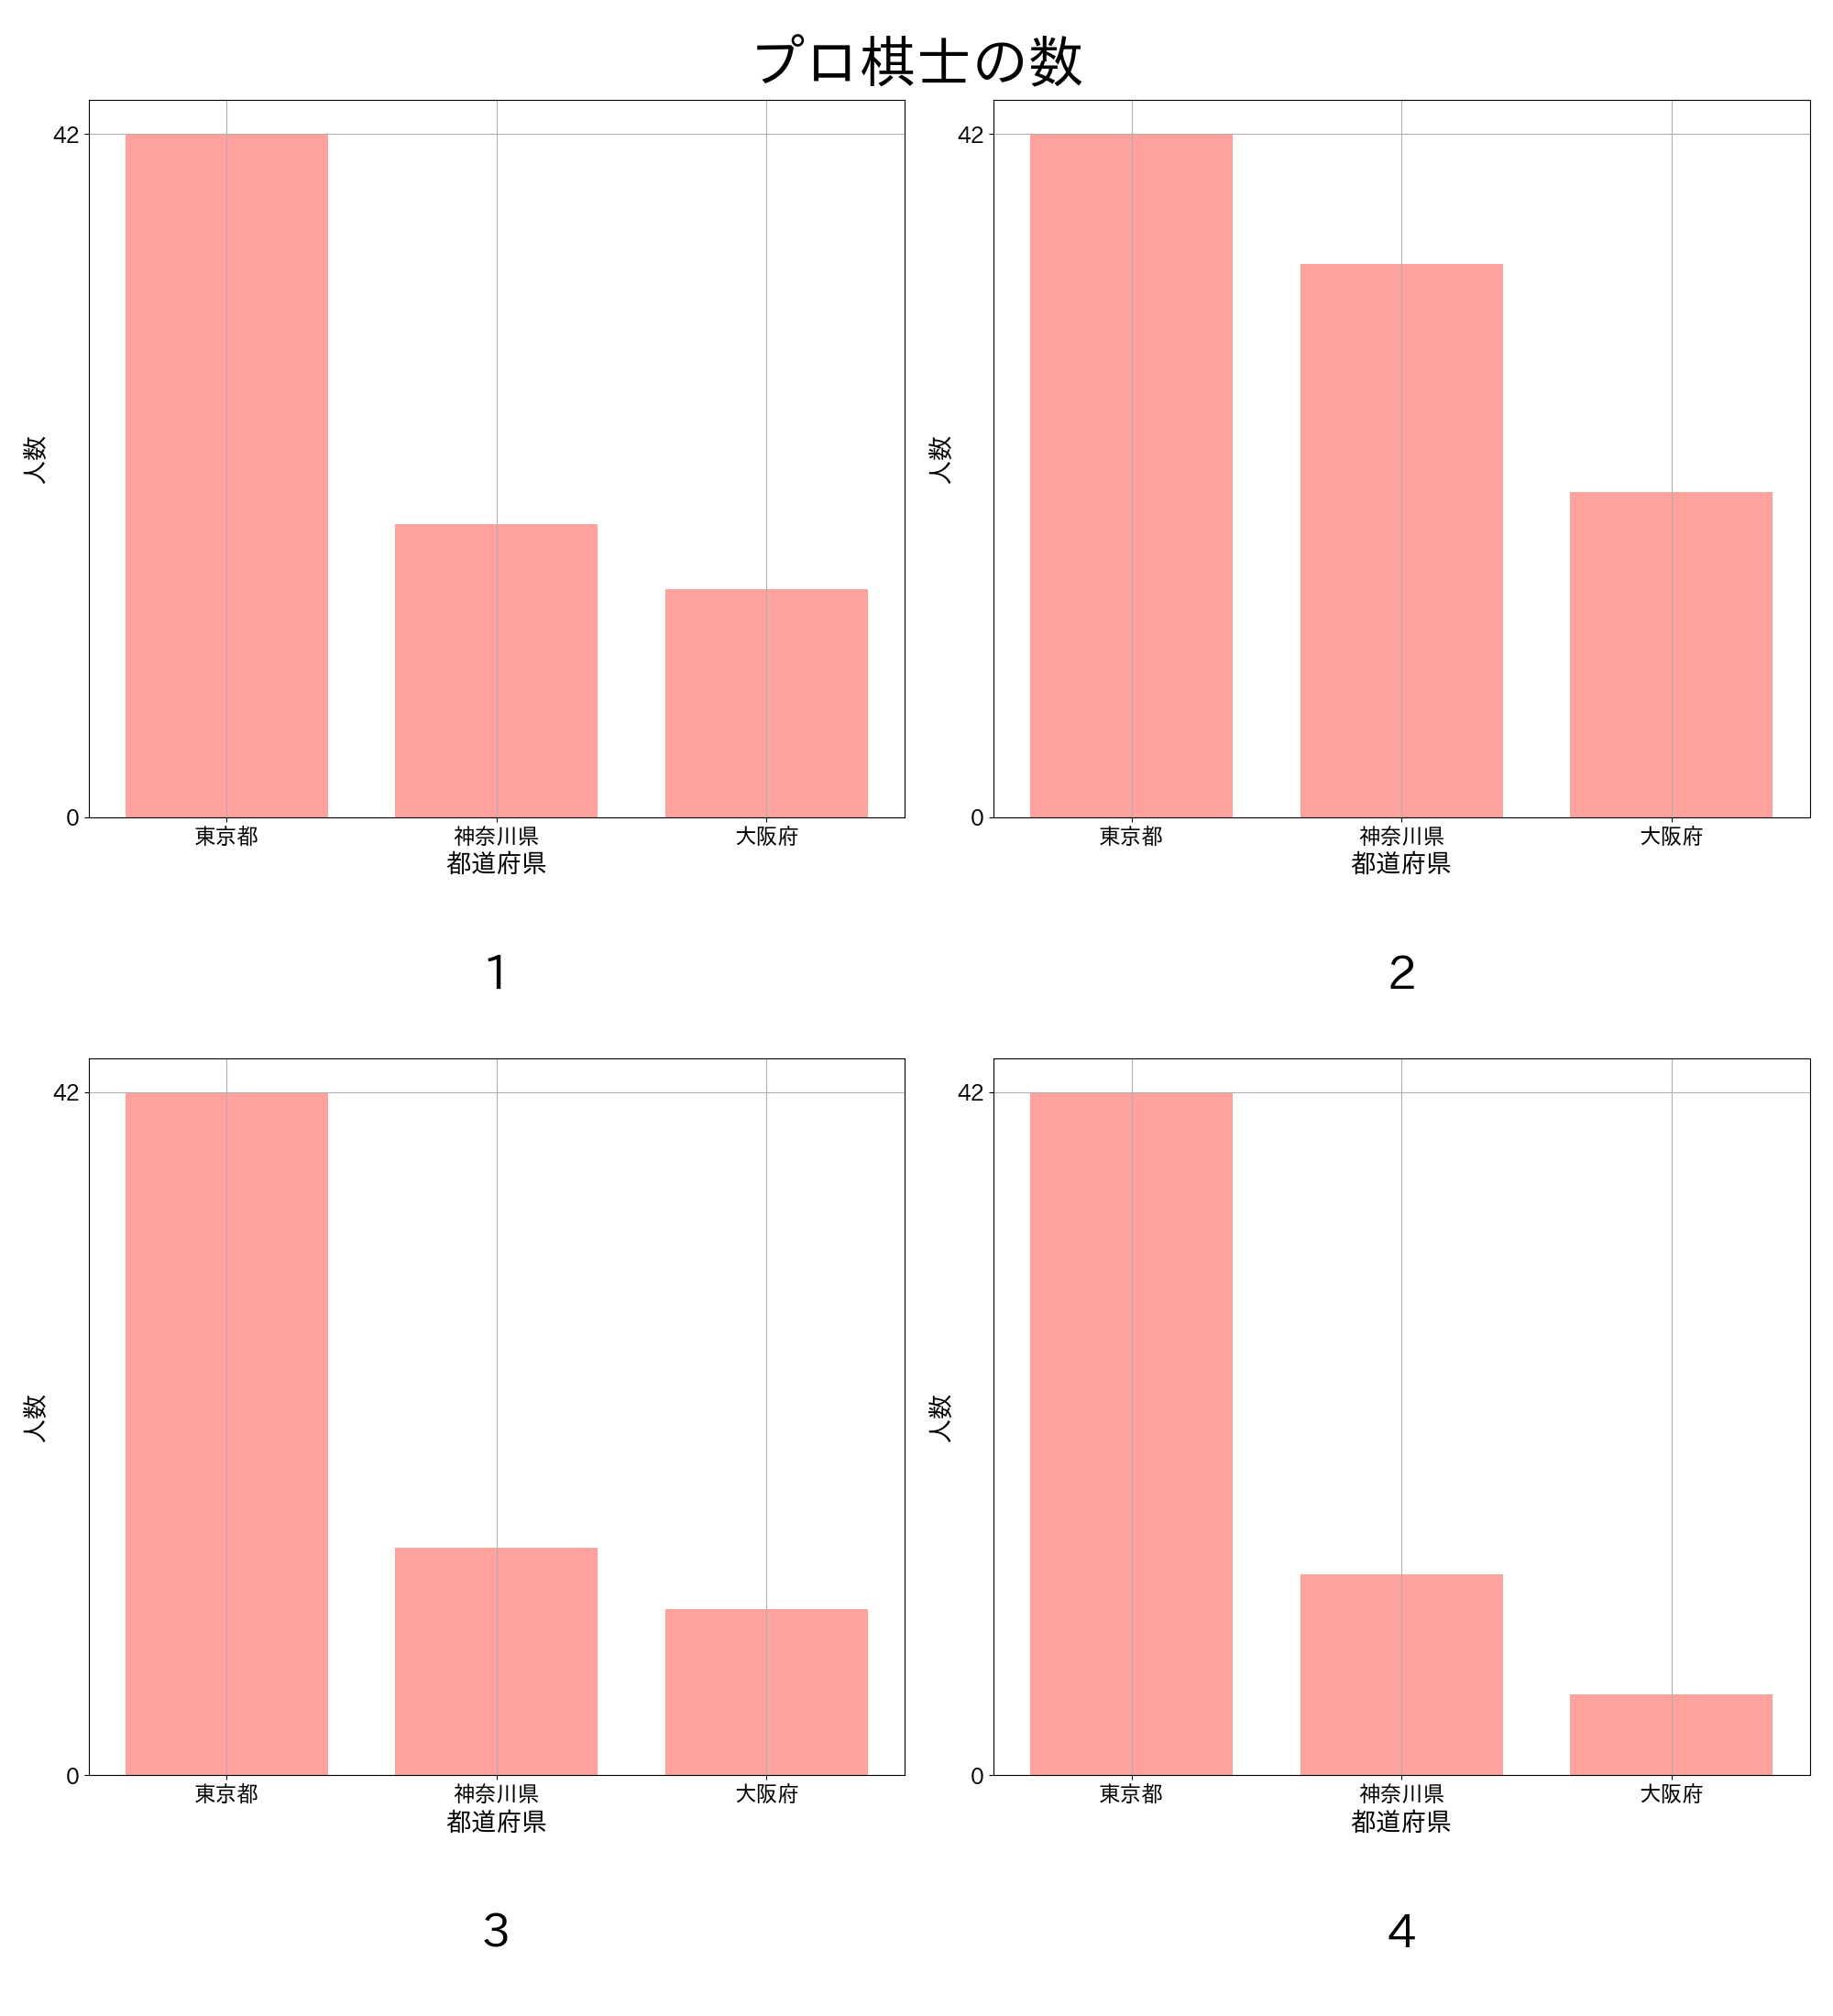 プロ棋士の数
42
人数
0
東京都 神奈川県 大阪府
都道府県
1
42
人数
0
東京都 神奈川県 大阪府
都道府県
2
42
人数
0
東京都 神奈川県 大阪府
都道府県
3
42
人数
0
東京都 神奈川県 大阪府
都道府県
4